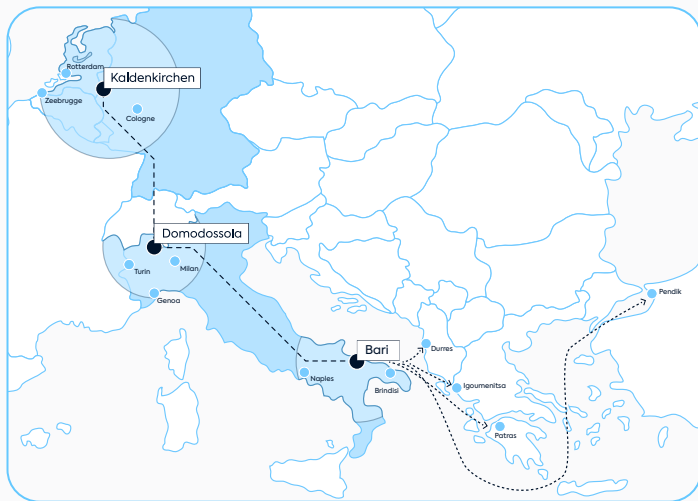 Rotterdam
Kaldenkirchen
Zeebrugge
Cologne
Domodossola
Turin
Milan
Genoa
Pendik
Bari
Durres
Naples
Brindisi
Igoumenitsa
Patras